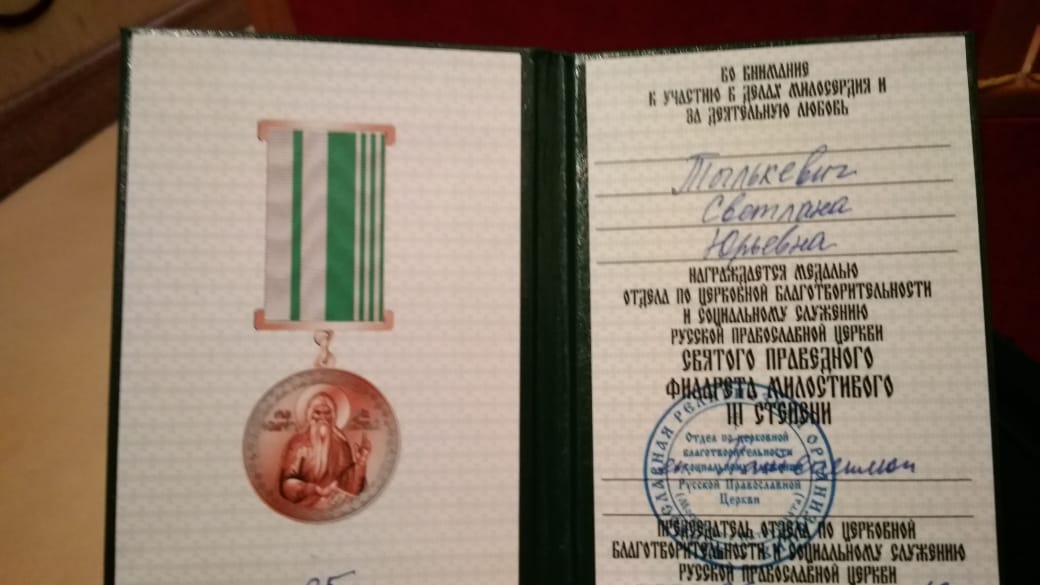 ВО ВНИМАНИЕ
К УЧАСТИЮ В ДЕЛАХ МИЛОСЕРДИЯ И
ЗА ДЕЯТЕЛЬНУЮ ЛЮБОВЬ
Тылькевич
Светлана
Юрьевна
НАГРАЖДАЕТСЯ МЕДАЛЬЮ
ОТДЕЛА ПО ЦЕРКОВНОЙ БЛАГОТВОРИТЕЛЬНОСТИ
И СОЦИАЛЬНОМУ СЛУЖЕНИЮ
РУССКОЙ ПРАВОСЛАВНОЙ ЦЕРКВИ
СВЯТОГО ПРАВЕДНОГО
ФИЛАРЕТА МИЛОСТИВОГО
III СТЕПЕНИ
Отдел по церковной
благотворительности
и социальному
Русской Православной
Церкви
ПРЕДСЕДАТЕЛЬ ОТДЕЛА ПО ЦЕРКОВНОЙ
БЛАГОТВОРИТЕЛЬНОСТИ И СОЦИАЛЬНОМУ СЛУЖЕНИЮ
РУССКОЙ ПРАВОСЛАВНОЙ ЦЕРКВИ